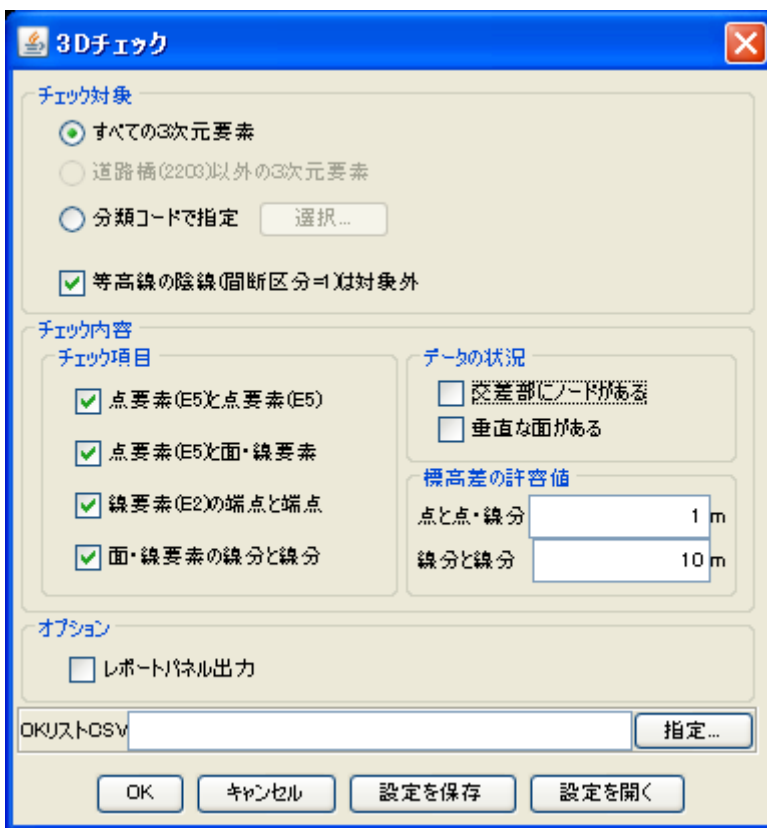 3Dチェック
チェック対象
すべての3次元要素
道路橋(2203)以外の3次元要素
分類コードで指定 選択...
等高線の陰線(間断区分=1)は対象外
チェック内容
チェック項目
点要素(E5)と点要素(E5)
点要素(E5)と面・線要素
線要素(E2)の端点と端点
面・線要素の線分と線分
データの状況
交差部にノードがある
垂直な面がある
標高差の許容値
点と点・線分 1 m
線分と線分 10 m
オプション
レポートパネル出力
OKリストCSV 指定...
OK キャンセル 設定を保存 設定を開く